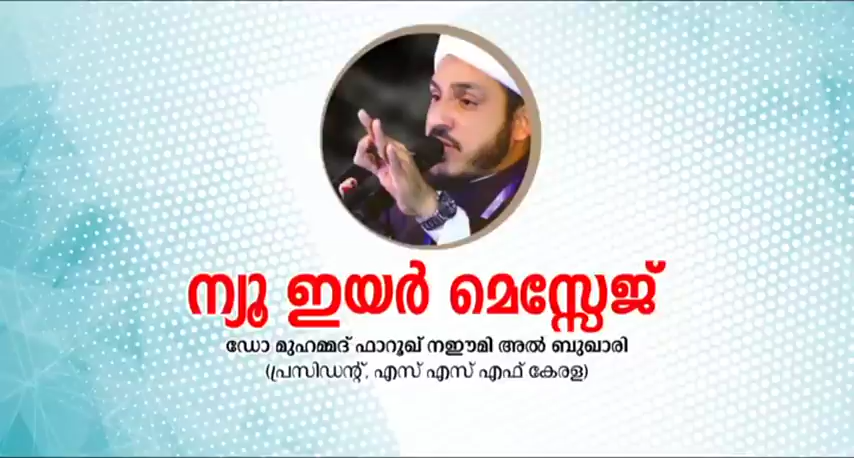 ന്യൂ ഇയർ മെസ്സേജ്
ഡോ മുഹമ്മദ് ഫാറൂഖ് നഈമി അൽ ബുഖാരി
(പ്രസിഡന്റ്, എസ് എസ് എഫ് കേരള)